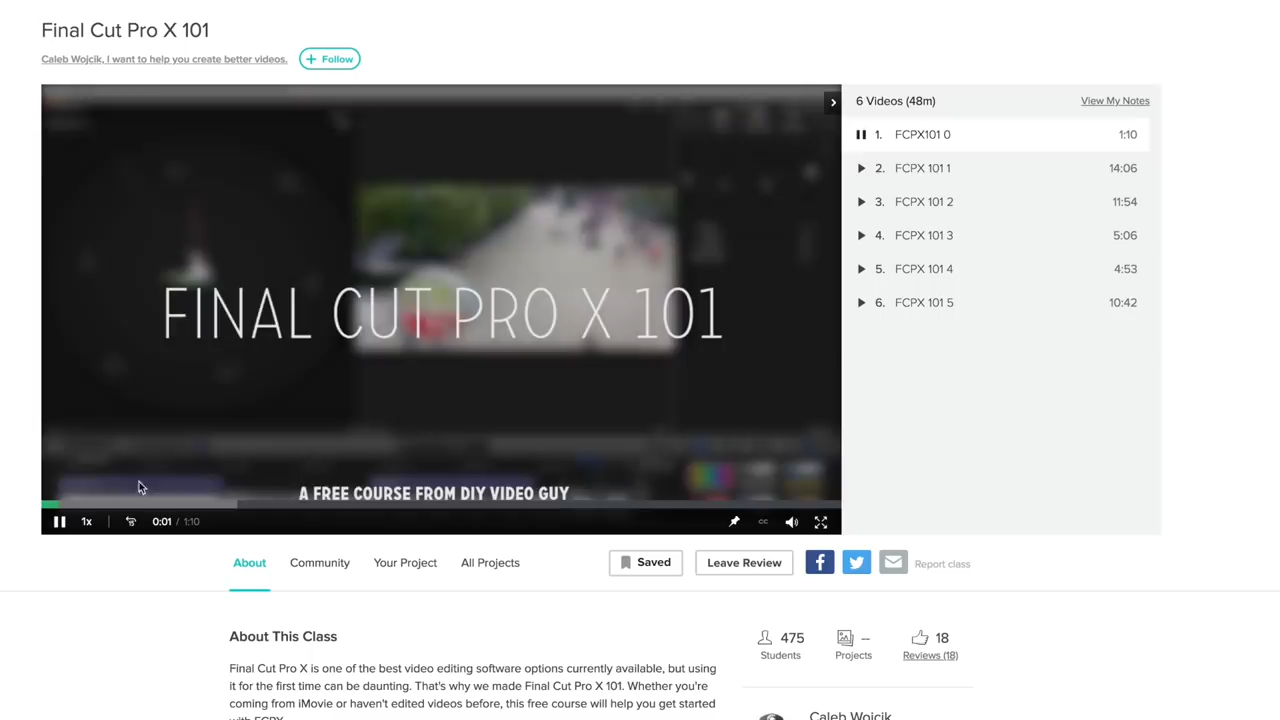 Final Cut Pro X 101
Caleb Wojcik, I want to help you create better videos.
+ Follow
FINAL CUT PRO X 101
A FREE COURSE FROM DIY VIDEO GUY
1x
0:01 / 1:10
CC
6 Videos (48m)
View My Notes
1. FCPX101 0 1:10
2. FCPX 101 1 14:06
3. FCPX 101 2 11:54
4. FCPX 101 3 5:06
5. FCPX 101 4 4:53
6. FCPX 101 5 10:42
About
Community
Your Project
All Projects
Saved
Leave Review
Report class
About This Class
Final Cut Pro X is one of the best video editing software options currently available, but using
it for the first time can be daunting. That's why we made Final Cut Pro X 101. Whether you're
coming from iMovie or haven't edited videos before, this free course will help you get started
with FCPX.
475
Students
--
Projects
18
Reviews (18)
Caleb Wojcik